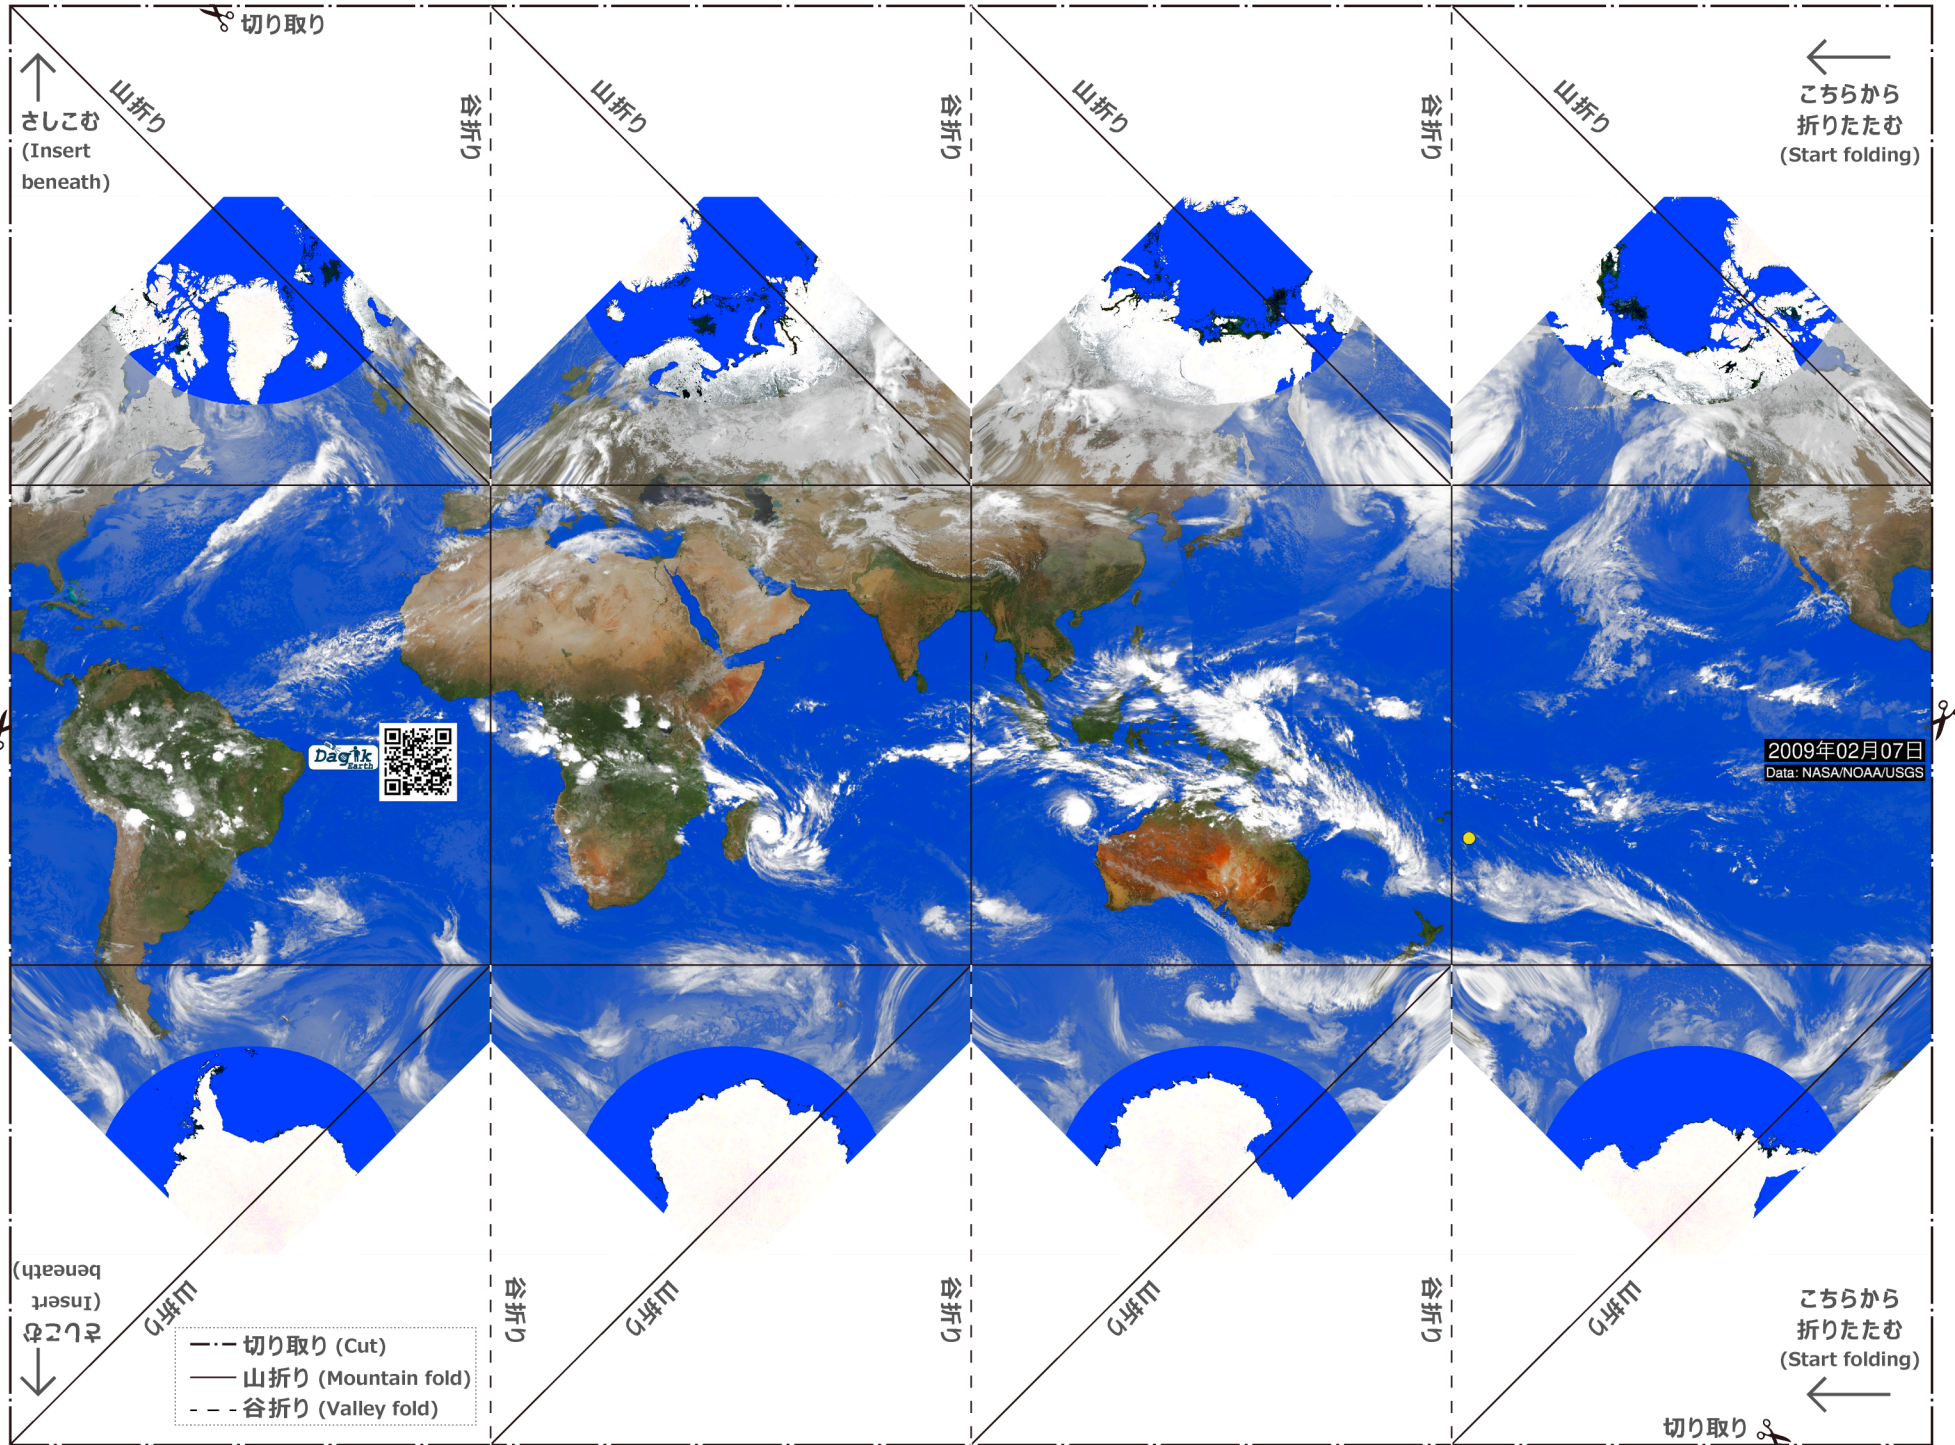 切り取り
さしこむ
(Insert
beneath)
山折り
谷折り
山折り
谷折り
山折り
谷折り
山折り
こちらから
折りたたむ
(Start folding)
Dagik
Earth
2009年02月07日
Data: NASA/NOAA/USGS
さしこむ
(Insert
beneath)
山折り
谷折り
山折り
谷折り
山折り
谷折り
山折り
こちらから
折りたたむ
(Start folding)
切り取り (Cut)
山折り (Mountain fold)
谷折り (Valley fold)
切り取り